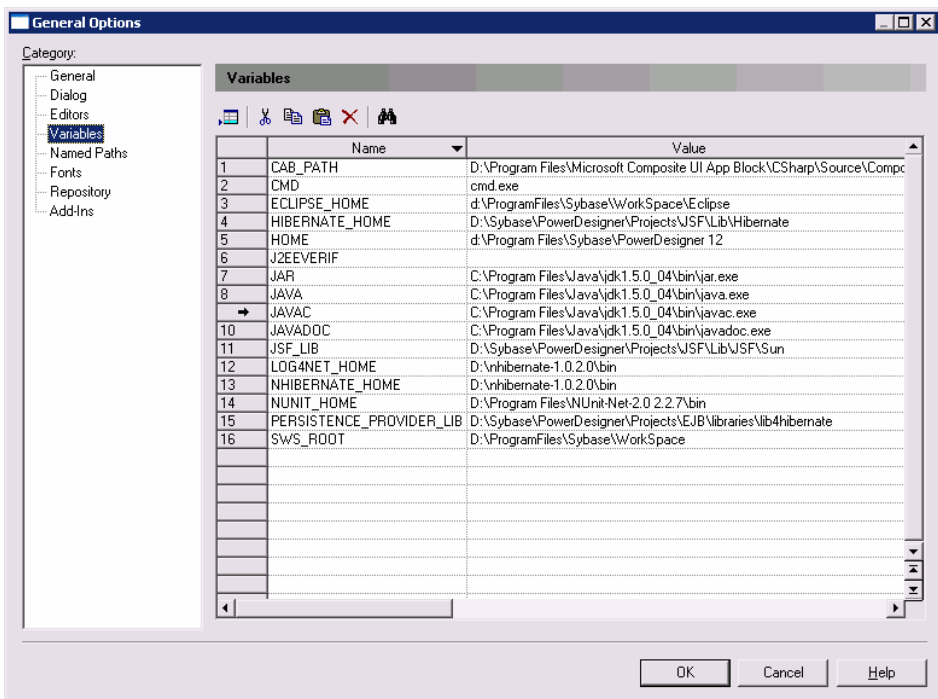 General Options
Category:
General
Dialog
Editors
Variables
Named Paths
Fonts
Repository
Add-Ins
Variables
Name Value
1 CAB_PATH D:\Program Files\Microsoft Composite UI App Block\CSharp\Source\Compo
2 CMD cmd.exe
3 ECLIPSE_HOME d:\ProgramFiles\Sybase\WorkSpace\Eclipse
4 HIBERNATE_HOME D:\Sybase\PowerDesigner\Projects\JSF\Lib\Hibernate
5 HOME d:\Program Files\Sybase\PowerDesigner 12
6 J2EEVERIF
7 JAR C:\Program Files\Java\jdk1.5.0_04\bin\jar.exe
8 JAVA C:\Program Files\Java\jdk1.5.0_04\bin\java.exe
JAVAC C:\Program Files\Java\jdk1.5.0_04\bin\javac.exe
10 JAVADOC C:\Program Files\Java\jdk1.5.0_04\bin\javadoc.exe
11 JSF_LIB D:\Sybase\PowerDesigner\Projects\JSF\Lib\JSF\Sun
12 LOG4NET_HOME D:\nhibernate-1.0.2.0\bin
13 NHIBERNATE_HOME D:\nhibernate-1.0.2.0\bin
14 NUNIT_HOME D:\Program Files\NUnit-Net-2.0 2.2.7\bin
15 PERSISTENCE_PROVIDER_LIB D:\Sybase\PowerDesigner\Projects\EJB\libraries\lib4hibernate
16 SWS_ROOT D:\ProgramFiles\Sybase\WorkSpace
OK Cancel Help